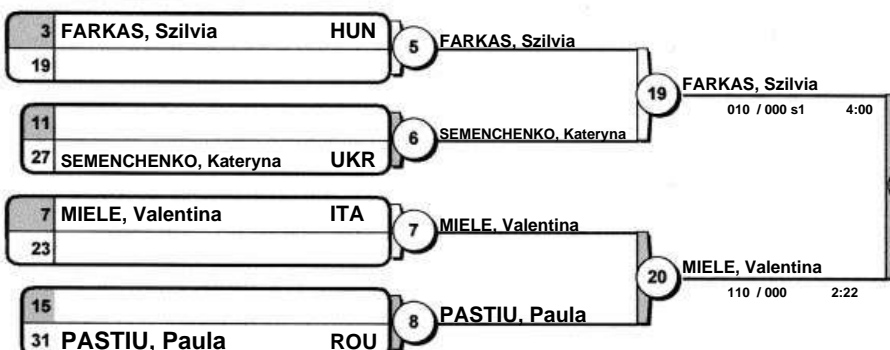 3 FARKAS, Szilvia HUN
19
5
FARKAS, Szilvia
11
27 SEMENCHENKO, Kateryna UKR
6
SEMENCHENKO, Kateryna
19
FARKAS, Szilvia
010 / 000 s1 4:00
7 MIELE, Valentina ITA
23
7
MIELE, Valentina
15
31 PASTIU, Paula ROU
8
PASTIU, Paula
20
MIELE, Valentina
110 / 000 2:22